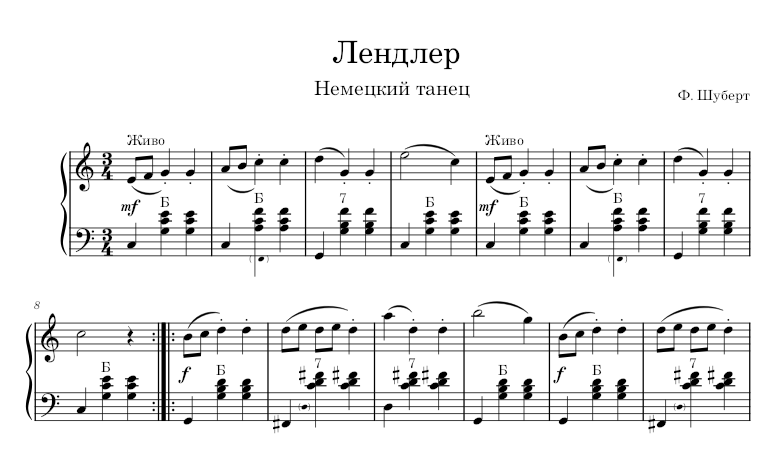 Лендлер
Немецкий танец
Ф. Шуберт
Живо Живо
mf Б Б 7 Б mf Б Б 7
8
Б f Б 7 7 Б f Б 7